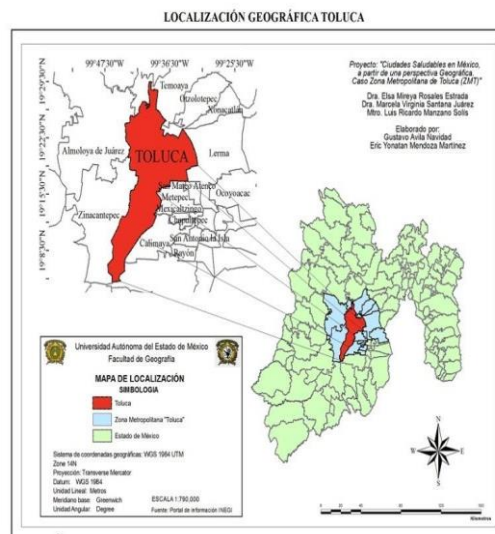 LOCALIZACIÓN GEOGRÁFICA TOLUCA
99°47'30"W 99°36'30"W 99°25'30"W
Proyecto: "Ciudades Saludables en México,
a partir de una perspectiva Geográfica.
Caso Zona Metropolitana de Toluca (ZMT)"
Dra. Elsa Mireya Rosales Estrada
Dra. Marcela Virginia Santana Juárez
Mtro. Luis Ricardo Manzano Solís
Elaborado por:
Gustavo Avila Navidad
Eric Yonatan Mendoza Martínez
Temoaya
Otzolotepec
Xonacatlán
Almoloya de Juárez
TOLUCA
Lerma
San Mateo Atenco
Metepec
Ocoyoacac
Zinacantepec
Mexicaltzingo
Chapultepec
Calimaya
San Antonio la Isla
Rayón
Universidad Autónoma del Estado de México
Facultad de Geografía
MAPA DE LOCALIZACIÓN
SIMBOLOGIA
Toluca
Zona Metropolitana "Toluca"
Estado de México
Sistema de coordenadas geográficas: WGS 1984 UTM
Zone 14N
Proyección: Transverse Mercator
Datum: WGS 1984
Unidad Lineal: Metros
Meridiano base: Greenwich
ESCALA 1:790,000
Unidad Angular: Degree
Fuente: Portal de información INEGI
N
W
E
S